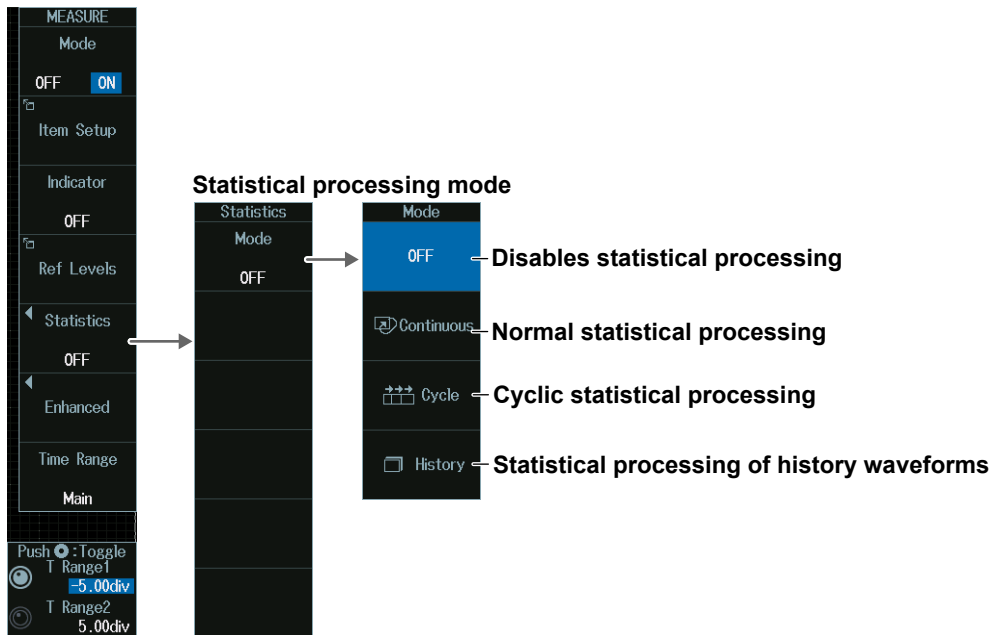 MEASURE
Mode
OFF ON
Item Setup
Indicator
OFF
Ref Levels
Statistics
OFF
Enhanced
Time Range
Main
Push :Toggle
T Range1
-5.00div
T Range2
5.00div
Statistical processing mode
Statistics
Mode
OFF
Mode
OFF
Disables statistical processing
Continuous
Normal statistical processing
Cycle
Cyclic statistical processing
History
Statistical processing of history waveforms